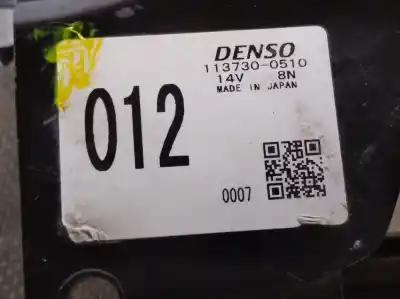 DENSO
113730-0510
14V 8N
MADE IN JAPAN
012
0007